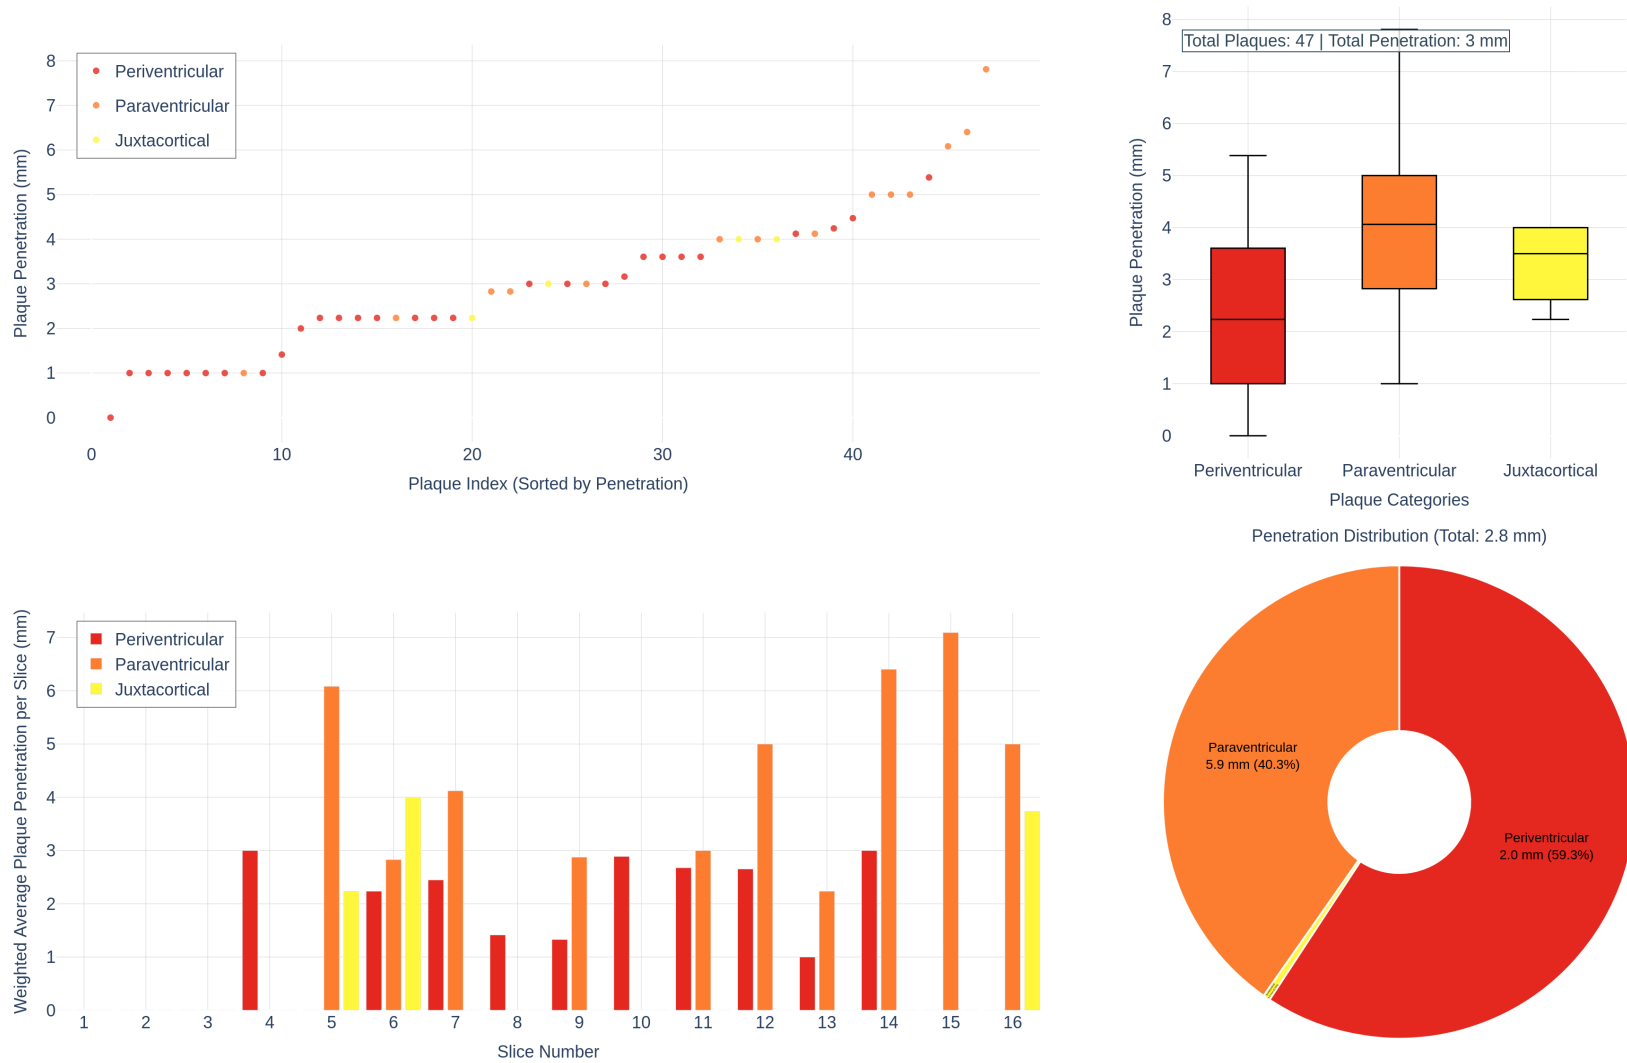 Periventricular
Paraventricular
Juxtacortical
Plaque Penetration (mm)
8
7
6
5
4
3
2
1
0
0 10 20 30 40
Plaque Index (Sorted by Penetration)
Total Plaques: 47 | Total Penetration: 3 mm
Plaque Penetration (mm)
8
7
6
5
4
3
2
1
0
Periventricular Paraventricular Juxtacortical
Plaque Categories
Periventricular
Paraventricular
Juxtacortical
Weighted Average Plaque Penetration per Slice (mm)
7
6
5
4
3
2
1
0
1 2 3 4 5 6 7 8 9 10 11 12 13 14 15 16
Slice Number
Penetration Distribution (Total: 2.8 mm)
Paraventricular
5.9 mm (40.3%)
Periventricular
2.0 mm (59.3%)